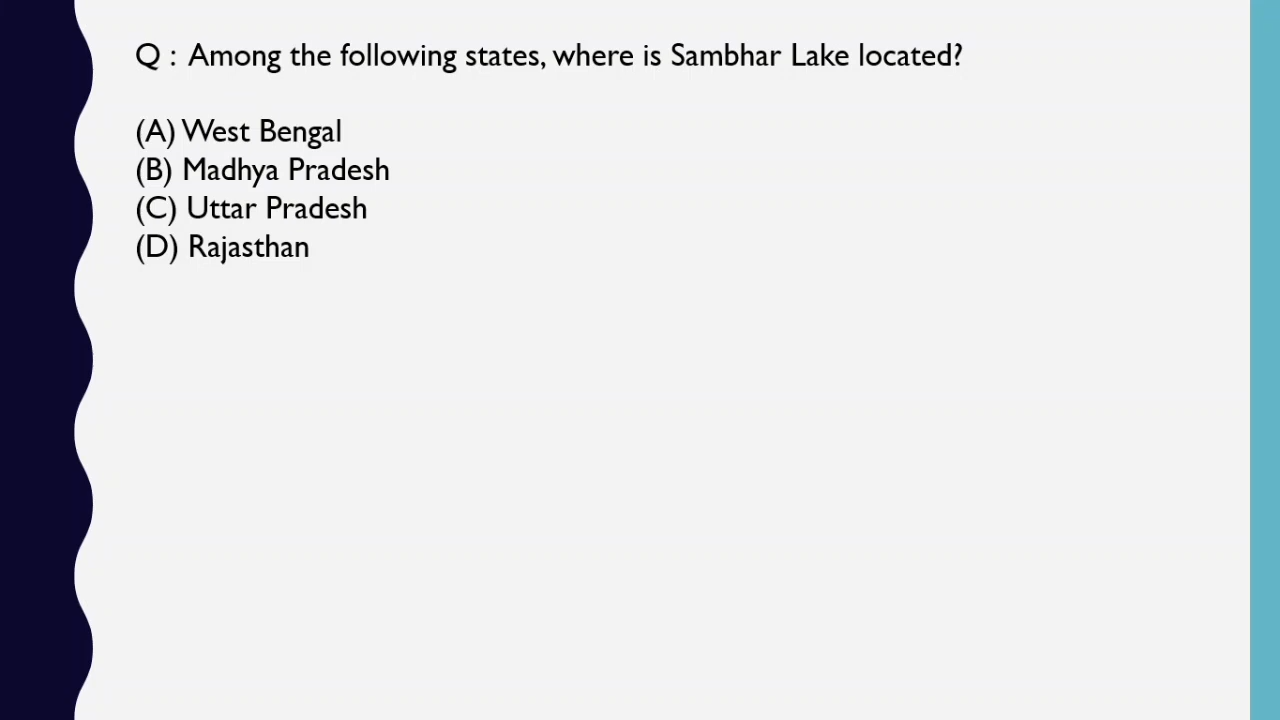 Q : Among the following states, where is Sambhar Lake located?
(A) West Bengal
(B) Madhya Pradesh
(C) Uttar Pradesh
(D) Rajasthan